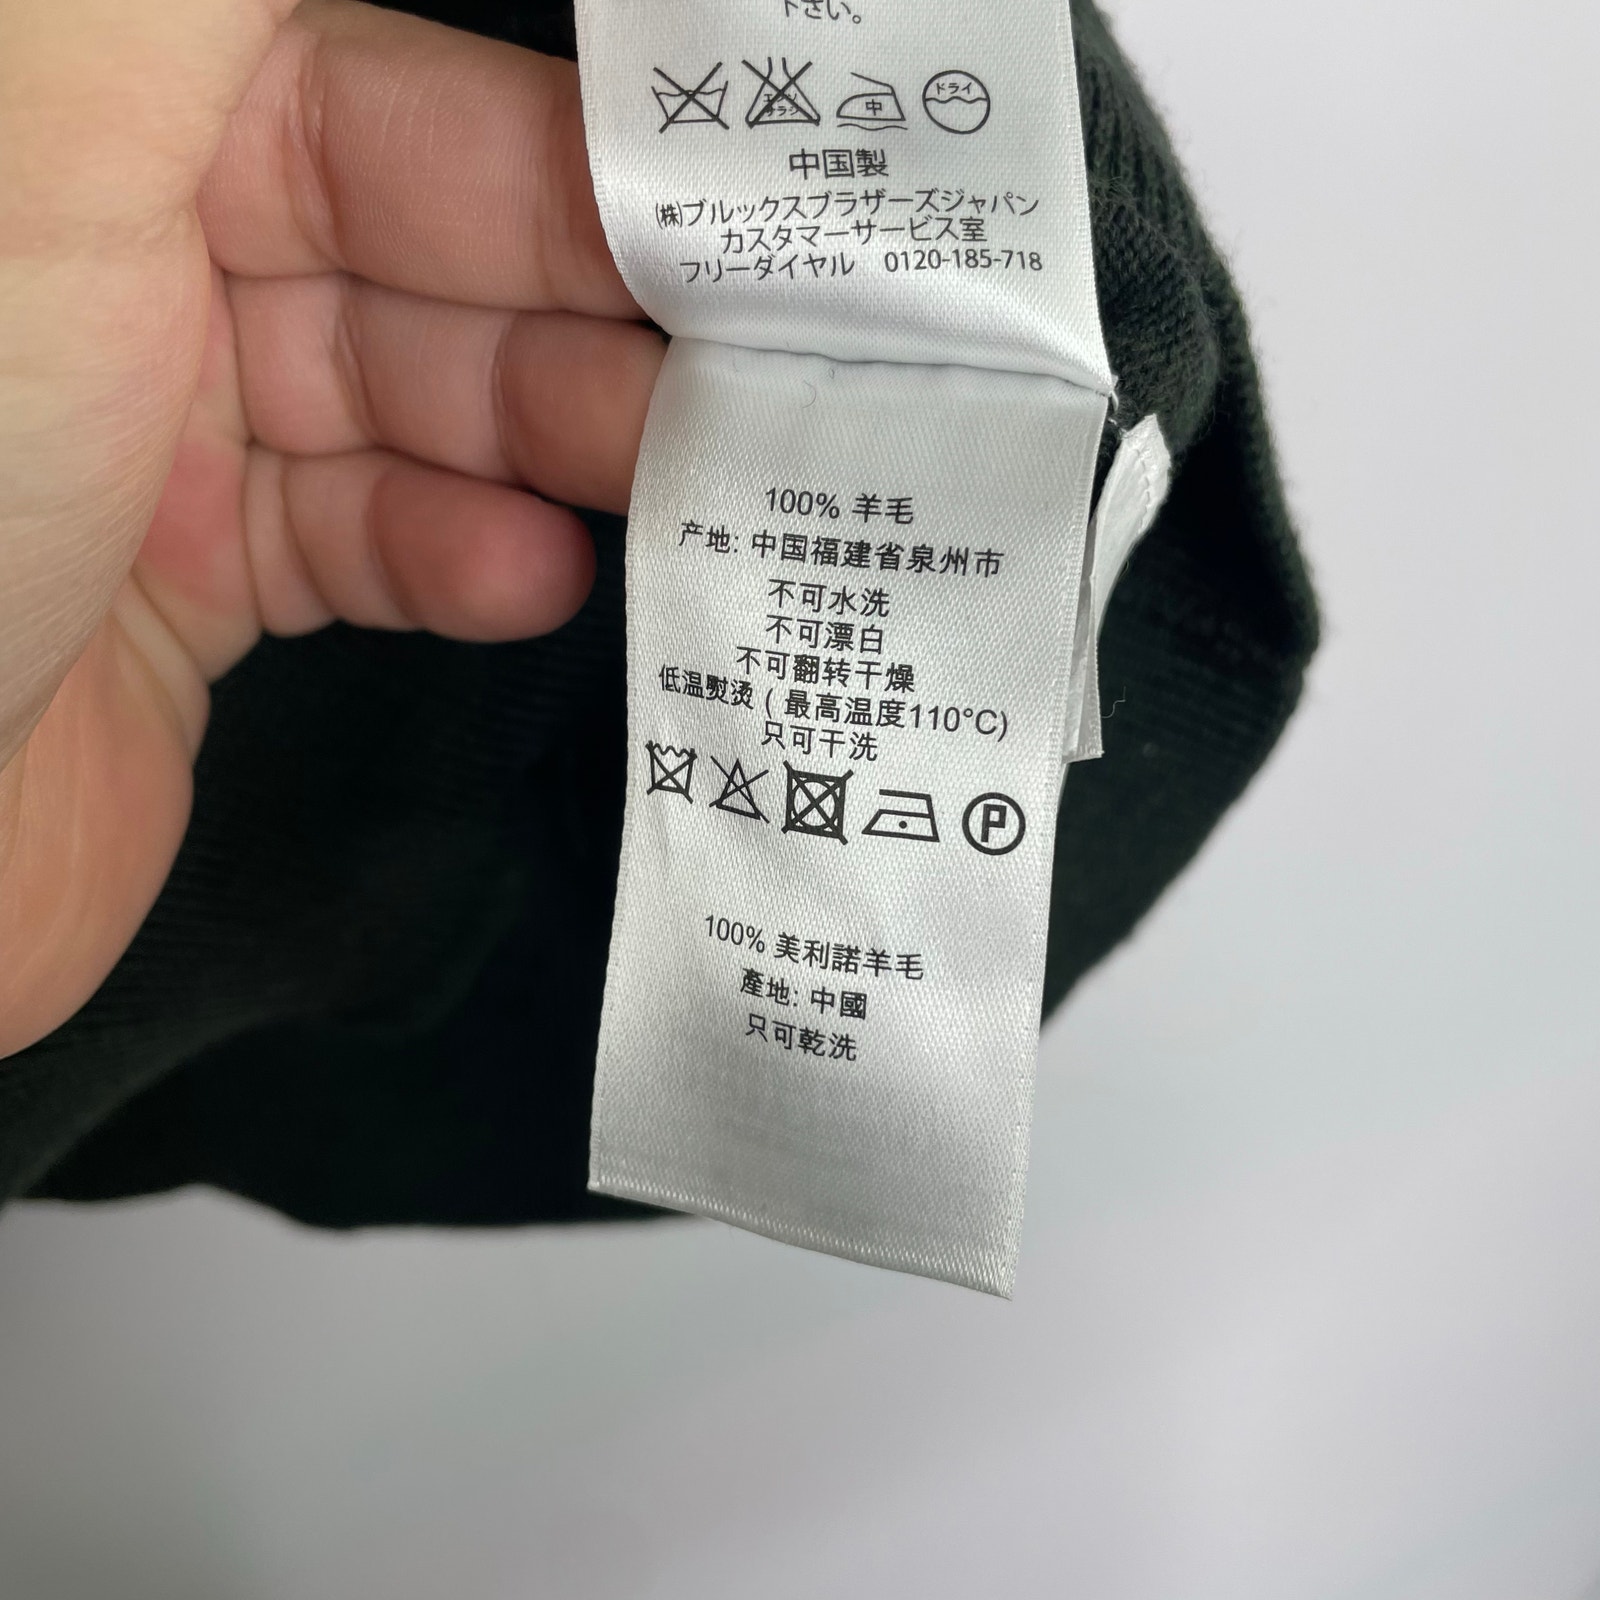 下さい。
中
ドライ
中国製
㈱ブルックスブラザーズジャパン
カスタマーサービス室
フリーダイヤル 0120-185-718
100% 羊毛
产地: 中国福建省泉州市
不可水洗
不可漂白
不可翻转干燥
低温熨烫 ( 最高温度110°C)
只可干洗
P
100% 美利諾羊毛
產地: 中國
只可乾洗